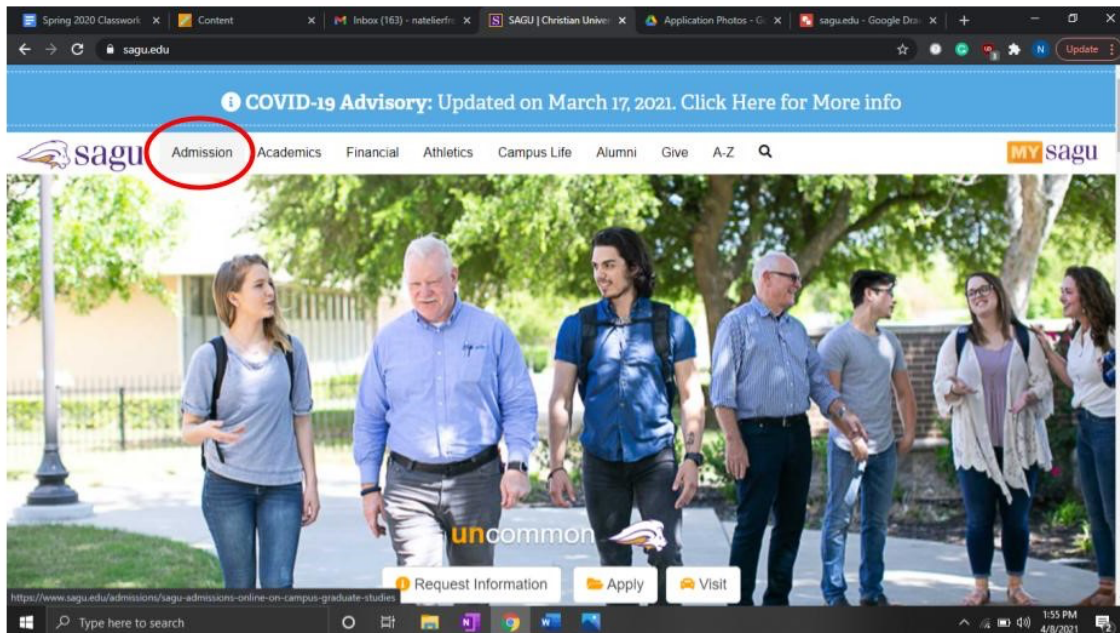 Spring 2020 Classwork
Content
Inbox (163) - natelierfr
SAGU | Christian Univer
Application Photos - G
sagu.edu - Google Dra
sagu.edu
N
Update
COVID-19 Advisory: Updated on March 17, 2021. Click Here for More info
sagu Admission Academics Financial Athletics Campus Life Alumni Give A-Z MY sagu
uncommon
Request Information Apply Visit
https://www.sagu.edu/admissions/sagu-admissions-online-on-campus-graduate-studies
Type here to search
1:55 PM
4/8/2021